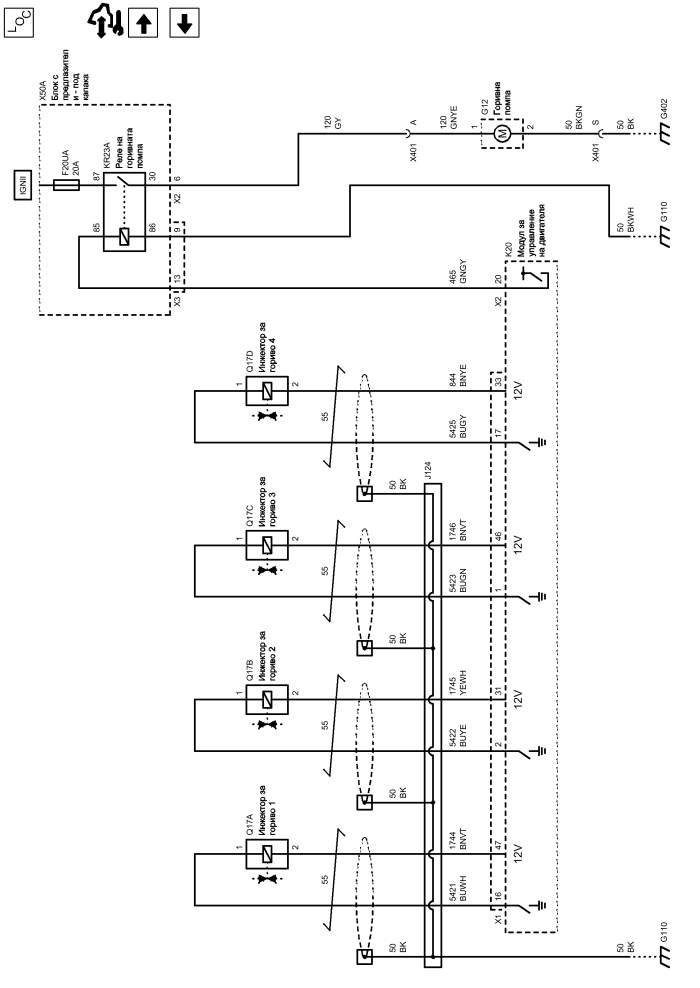 LOC
X50A
Блок с
предпазител
и - под
капака
IGNII
F20UA
20A
KR23A
Реле на
горивната
помпа
87
30
85
86
6
X2
9
13
X3
120
GY
A
X401
120
GNYE
1
G12
Горивна
помпа
M
2
50
BKGN
S
X401
50
BK
G402
50
BKWH
G110
465
GNGY
20
X2
K20
Модул за
управление
на двигателя
Q17D
Инжектор за
гориво 4
1
2
55
844
BNYE
33
12V
5425
BUGY
17
50
BK
J124
Q17C
Инжектор за
гориво 3
1
2
55
1746
BNVT
46
12V
5423
BUGN
1
50
BK
Q17B
Инжектор за
гориво 2
1
2
55
1745
YEWH
31
12V
5422
BUYE
2
50
BK
Q17A
Инжектор за
гориво 1
1
2
55
1744
BNVT
47
12V
5421
BUWH
16
X1
50
BK
50
BK
G110